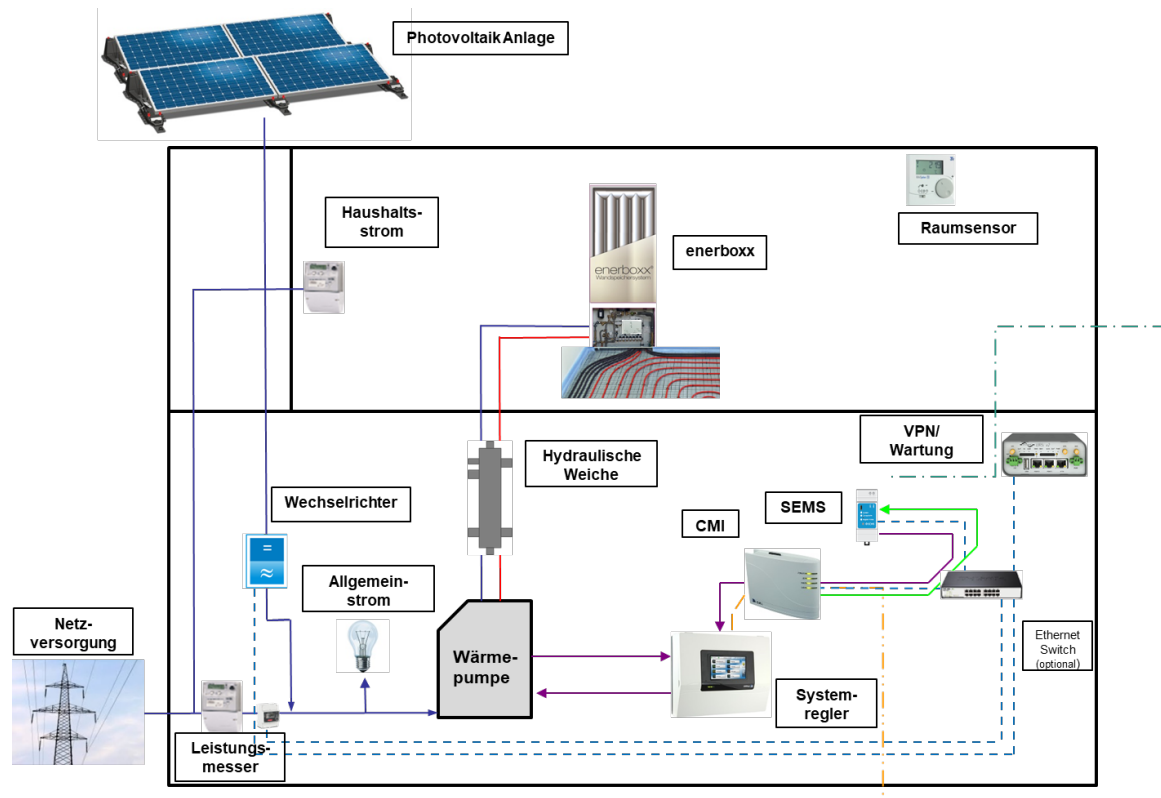 Photovoltaik Anlage
Haushalts-
strom
enerboxx
enerboxx
Wandspeichersystem
Raumsensor
Hydraulische
Weiche
VPN/
Wartung
Wechselrichter
SEMS
CMI
Allgemein-
strom
Netz-
versorgung
Wärme-
pumpe
Ethernet
Switch
(optional)
System-
regler
Leistungs-
messer